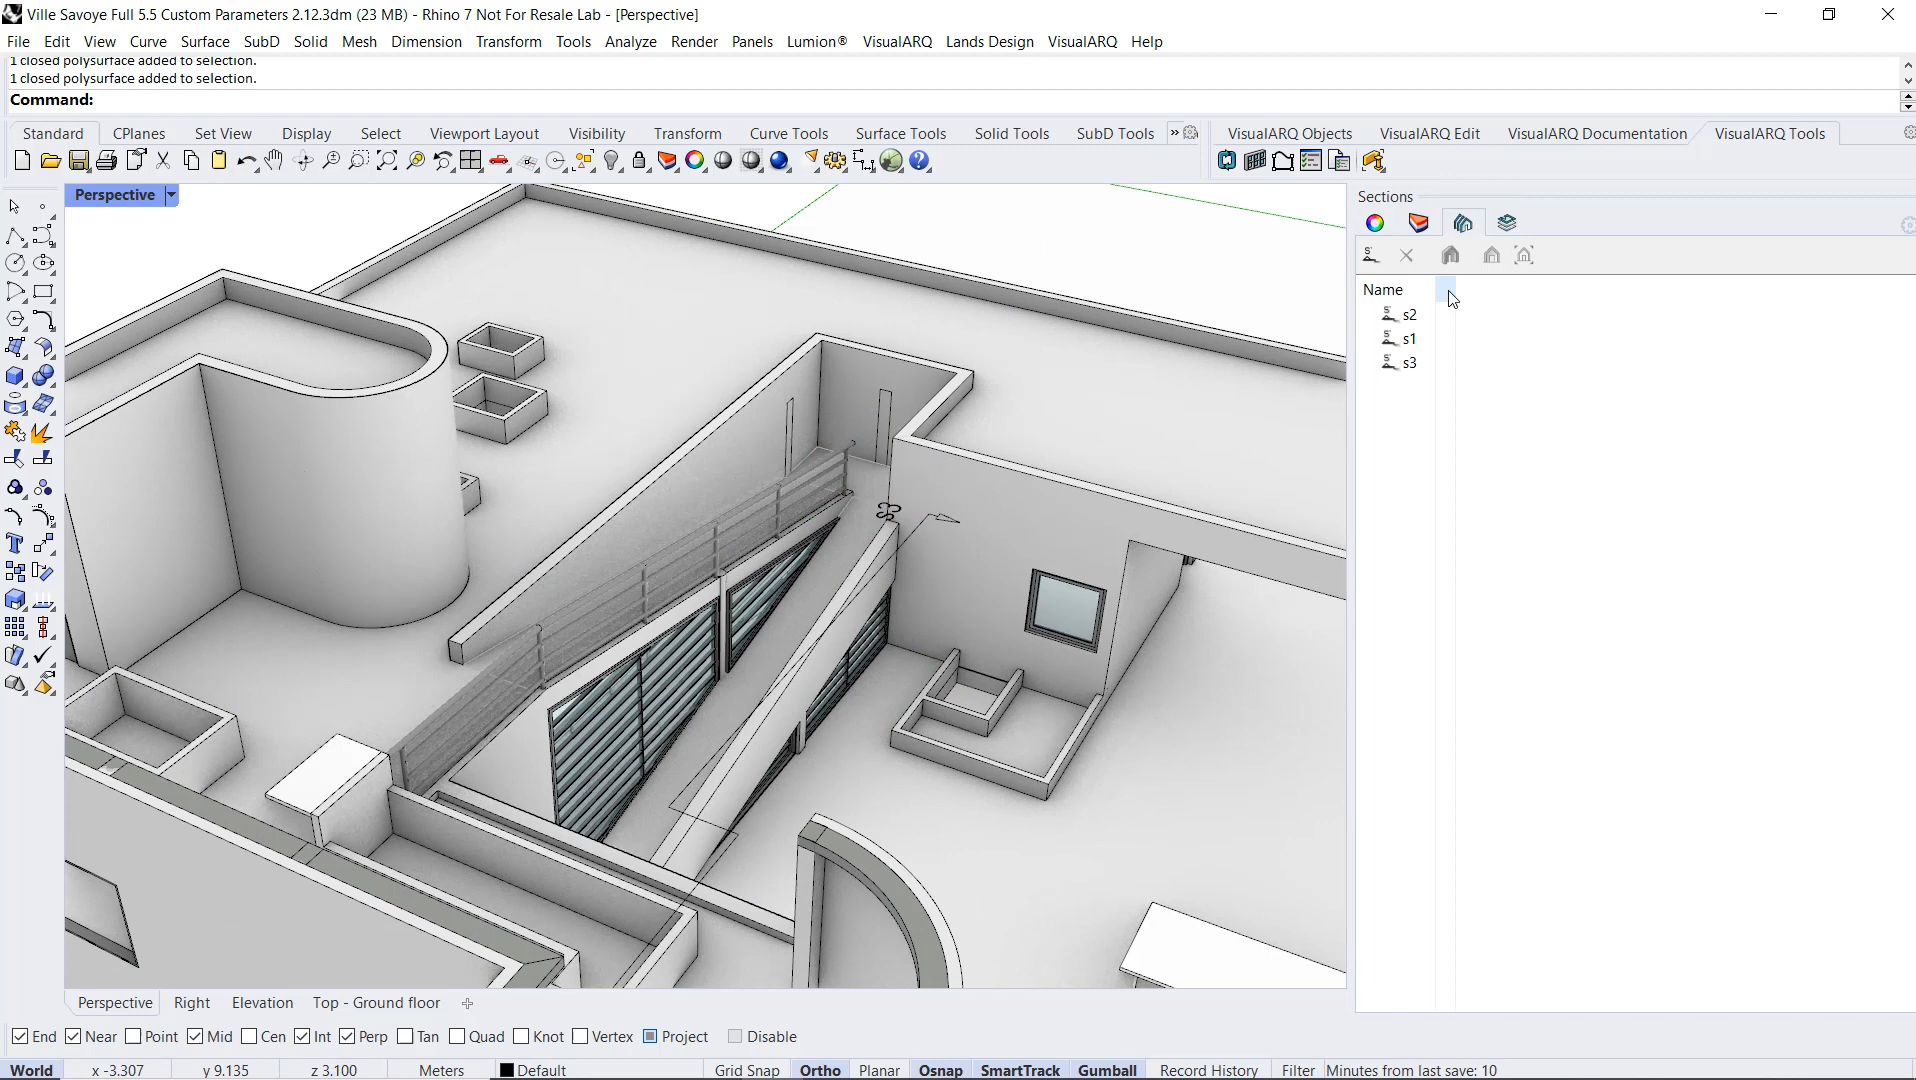 Ville Savoye Full 5.5 Custom Parameters 2.12.3dm (23 MB) - Rhino 7 Not For Resale Lab - [Perspective]
File Edit View Curve Surface SubD Solid Mesh Dimension Transform Tools Analyze Render Panels Lumion® VisualARQ Lands Design VisualARQ Help
1 closed polysurface added to selection.
1 closed polysurface added to selection.
Command:
Standard CPlanes Set View Display Select Viewport Layout Visibility Transform Curve Tools Surface Tools Solid Tools SubD Tools » VisualARQ Objects VisualARQ Edit VisualARQ Documentation VisualARQ Tools
Perspective
Sections
Name
s2
s1
s3
Perspective Right Elevation Top - Ground floor
End Near Point Mid Cen Int Perp Tan Quad Knot Vertex Project Disable
World x -3.307 y 9.135 z 3.100 Meters Default Grid Snap Ortho Planar Osnap SmartTrack Gumball Record History Filter Minutes from last save: 10